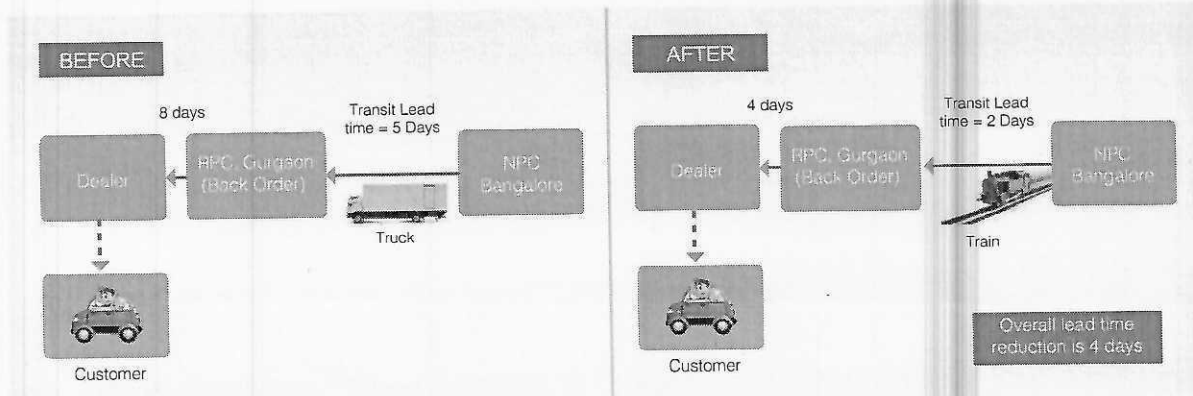 BEFORE
8 days
Transit Lead
time = 5 Days
Dealer
RPC, Gurgaon
(Back Order)
NPC
Bangalore
Truck
Customer
AFTER
4 days
Transit Lead
time = 2 Days
Dealer
RPC, Gurgaon
(Back Order)
NPC
Bangalore
Train
Customer
Overall lead time
reduction is 4 days